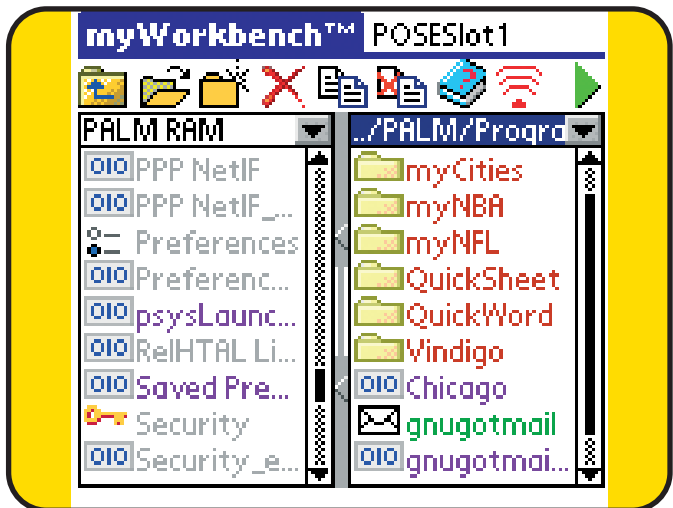 myWorkbench™ POSESlot1
PALM RAM
PPP NetIF
PPP NetIF_...
Preferences
Preferenc...
psysLaunc...
RelHTAL Li...
Saved Pre...
Security
Security_e...
../PALM/Progra
myCities
myNBA
myNFL
QuickSheet
QuickWord
Vindigo
Chicago
gnugotmail
gnugotmai...